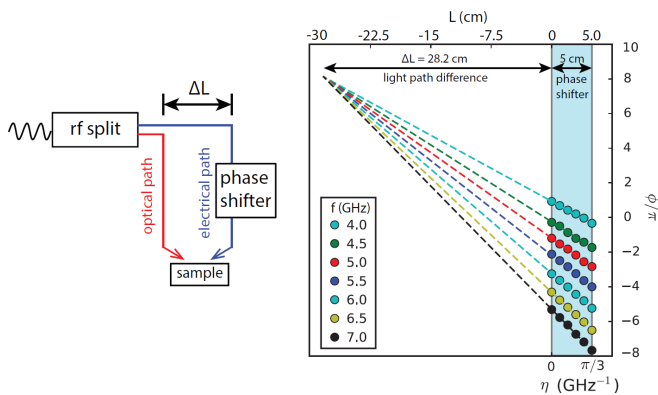 ΔL
rf split
optical path
electrical path
phase
shifter
sample
L (cm)
-30 -22.5 -15 -7.5 0 5.0
ΔL = 28.2 cm
light path difference
5 cm
phase
shifter
10
8
6
4
2
0
−2
−4
−6
−8
ϕ/π
f (GHz)
4.0
4.5
5.0
5.5
6.0
6.5
7.0
0 π/3
η (GHz⁻¹)